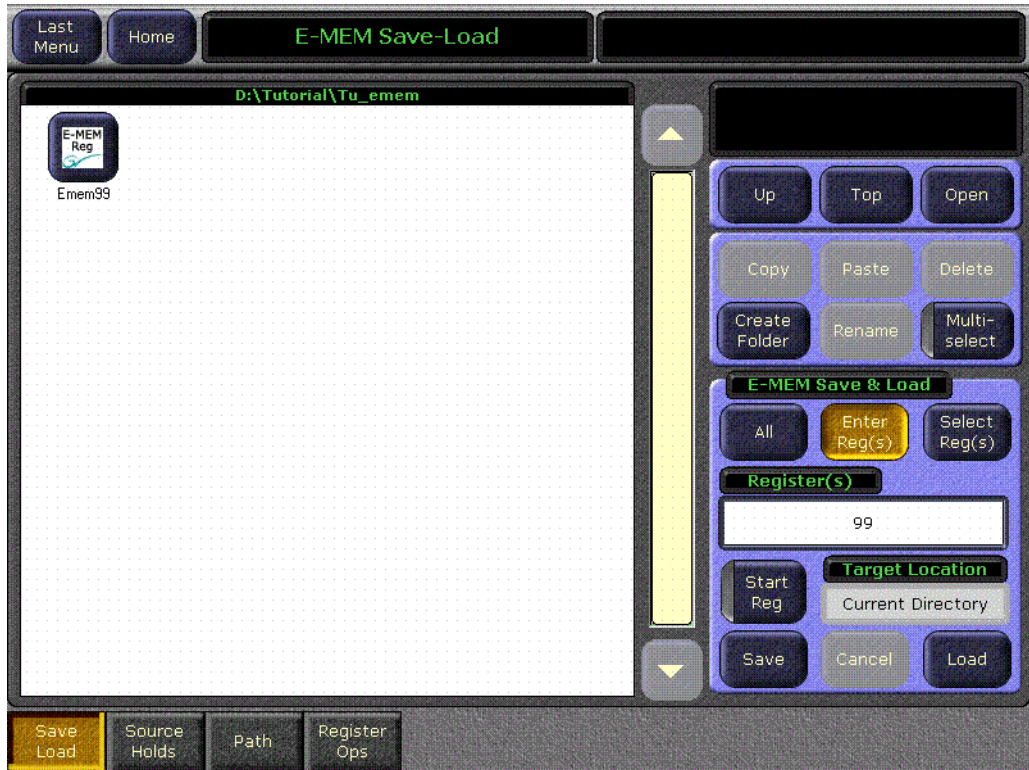 Last
Menu
Home
E-MEM Save-Load
D:\Tutorial\Tu_emem
E-MEM
Reg
Emem99
Up
Top
Open
Copy
Paste
Delete
Create
Folder
Rename
Multi-
select
E-MEM Save & Load
All
Enter
Reg(s)
Select
Reg(s)
Register(s)
99
Start
Reg
Target Location
Current Directory
Save
Cancel
Load
Save
Load
Source
Holds
Path
Register
Ops